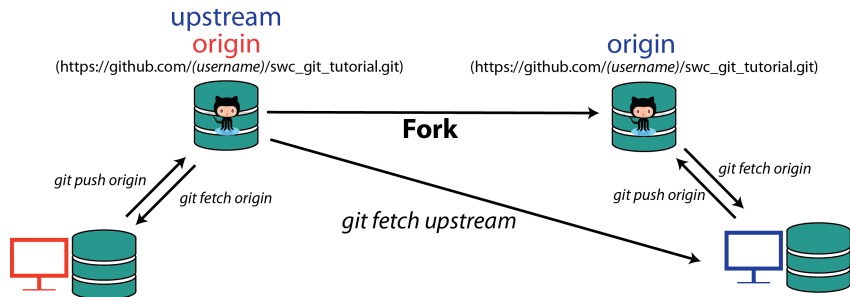 upstream
origin
(https://github.com/(username)/swc_git_tutorial.git)
origin
(https://github.com/(username)/swc_git_tutorial.git)
Fork
git push origin
git fetch origin
git fetch upstream
git fetch origin
git push origin